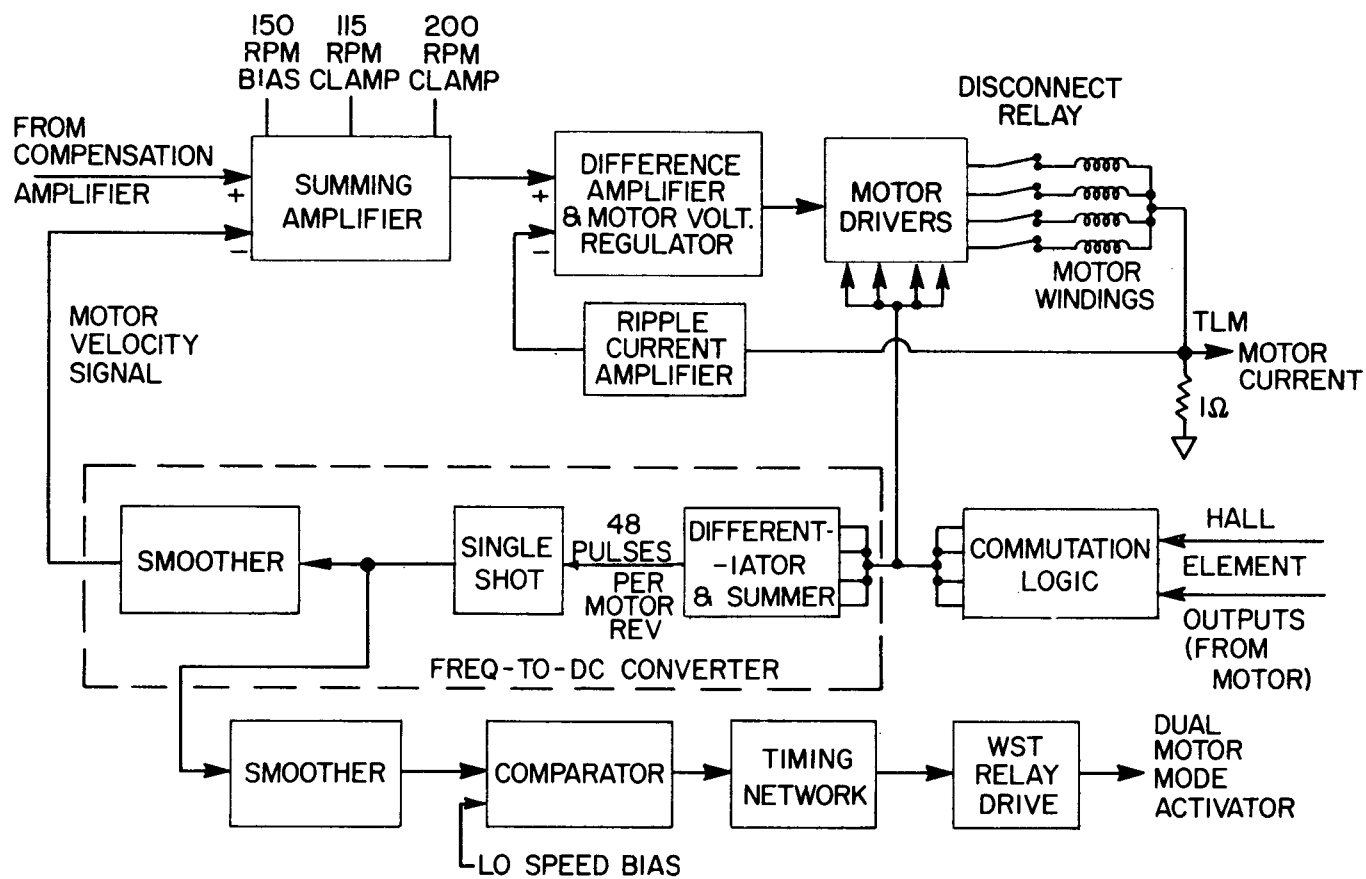 150
RPM
BIAS
115
RPM
CLAMP
200
RPM
CLAMP
FROM
COMPENSATION
AMPLIFIER
+
−
SUMMING
AMPLIFIER
+
−
DIFFERENCE
AMPLIFIER
& MOTOR VOLT.
REGULATOR
MOTOR
DRIVERS
DISCONNECT
RELAY
MOTOR
WINDINGS
MOTOR
VELOCITY
SIGNAL
RIPPLE
CURRENT
AMPLIFIER
TLM
MOTOR
CURRENT
1Ω
SMOOTHER
SINGLE
SHOT
48
PULSES
PER
MOTOR
REV
DIFFERENT-
-IATOR
& SUMMER
COMMUTATION
LOGIC
HALL
ELEMENT
OUTPUTS
(FROM
MOTOR)
FREQ-TO-DC CONVERTER
SMOOTHER
COMPARATOR
TIMING
NETWORK
WST
RELAY
DRIVE
DUAL
MOTOR
MODE
ACTIVATOR
LO SPEED BIAS